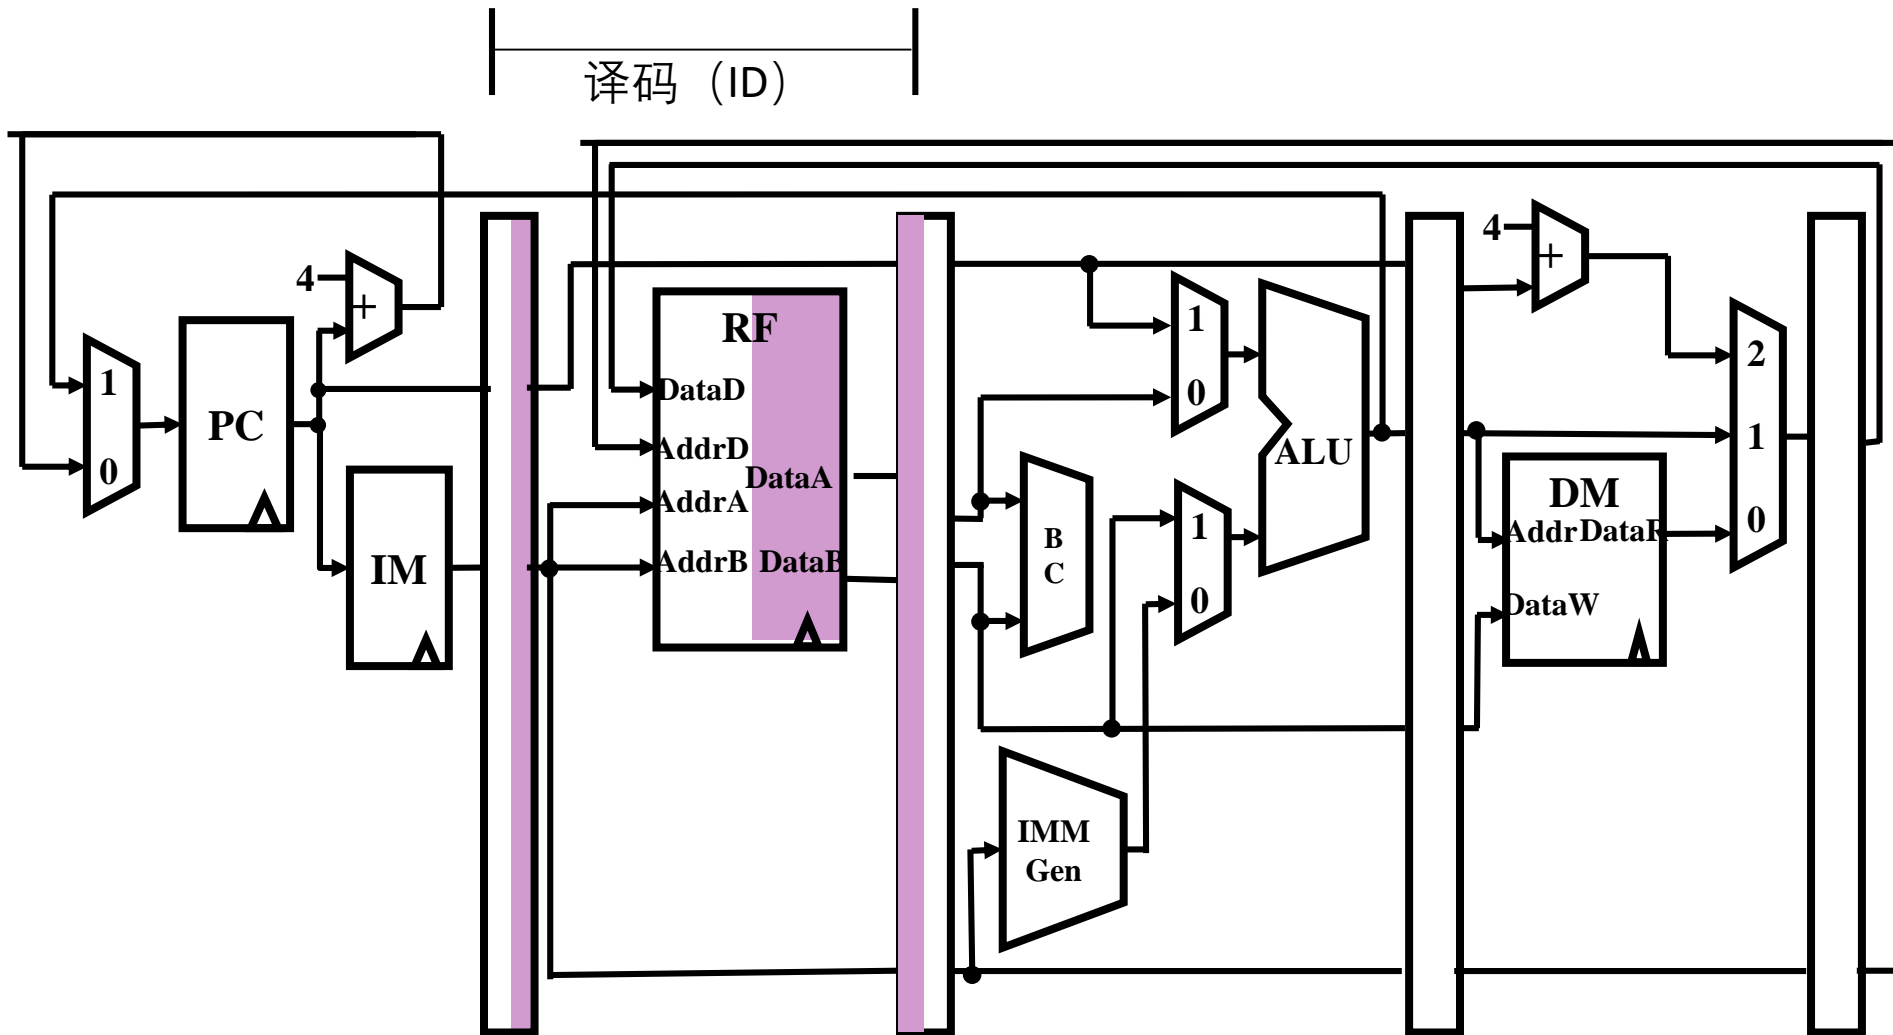 译码（ID）
4
+
1
0
PC
IM
RF
DataD
AddrD
DataA
AddrA
AddrB DataB
1
0
B
C
1
0
ALU
IMM
Gen
4
+
DM
Addr DataR
DataW
2
1
0